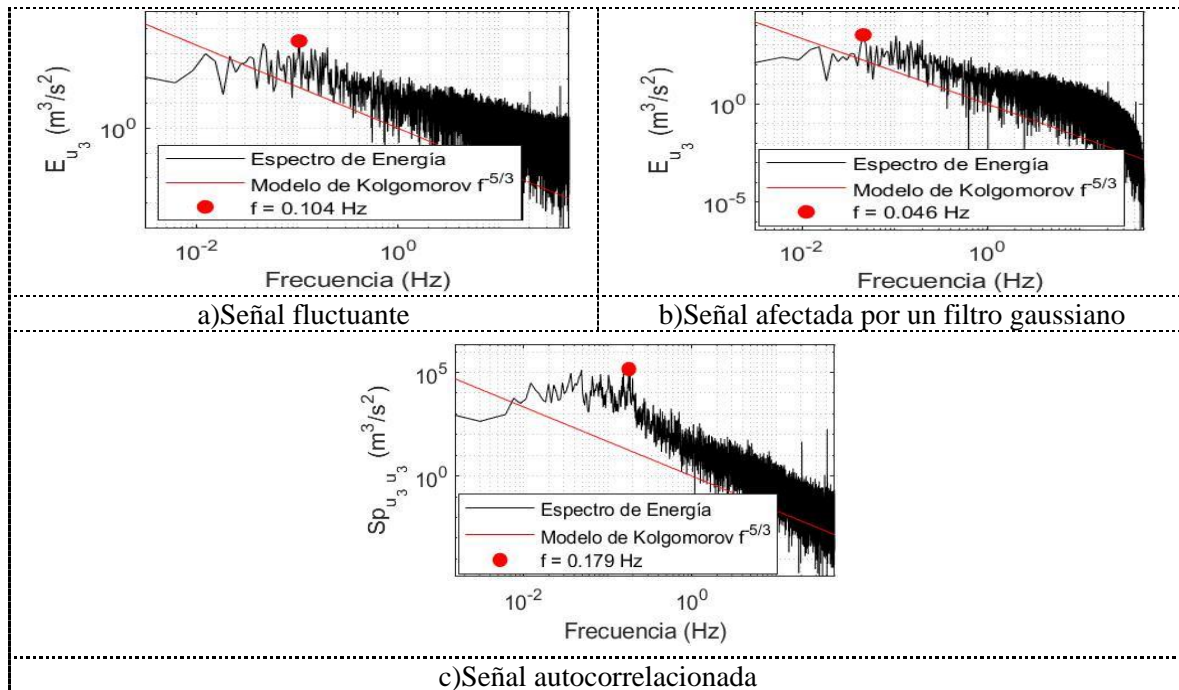 E_u_3 (m^3/s^2)
10^0
Espectro de Energía
Modelo de Kolgomorov f^-5/3
f = 0.104 Hz
10^-2 10^0
Frecuencia (Hz)
a)Señal fluctuante
E_u_3 (m^3/s^2)
10^0
10^-5
Espectro de Energía
Modelo de Kolgomorov f^-5/3
f = 0.046 Hz
10^-2 10^0
Frecuencia (Hz)
b)Señal afectada por un filtro gaussiano
Sp_u_3 u_3 (m^3/s^2)
10^5
10^0
Espectro de Energía
Modelo de Kolgomorov f^-5/3
f = 0.179 Hz
10^-2 10^0
Frecuencia (Hz)
c)Señal autocorrelacionada